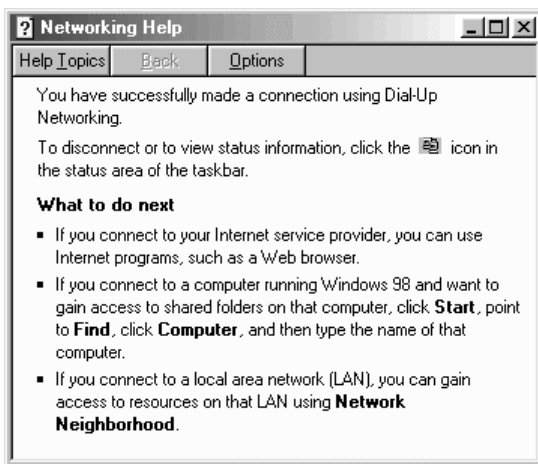 Networking Help
Help Topics Back Options
You have successfully made a connection using Dial-Up
Networking.
To disconnect or to view status information, click the icon in
the status area of the taskbar.
What to do next
▪ If you connect to your Internet service provider, you can use
Internet programs, such as a Web browser.
▪ If you connect to a computer running Windows 98 and want to
gain access to shared folders on that computer, click Start, point
to Find, click Computer, and then type the name of that
computer.
▪ If you connect to a local area network (LAN), you can gain
access to resources on that LAN using Network
Neighborhood.